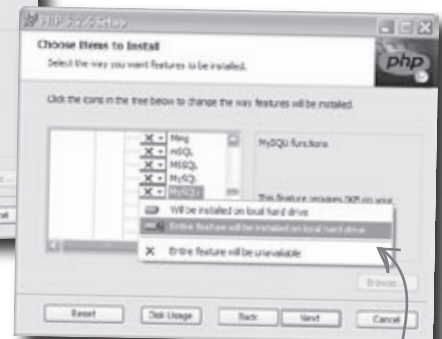 PHP 5.2.6 Setup
Choose Items to Install
Select the way you want features to be installed.
php
Click the icons in the tree below to change the way features will be installed.
Ming
mSQL
MSSQL
MySQL
MySQLi
MySQLi functions
This feature requires 0KB on your
Will be installed on local hard drive
Entire feature will be installed on local hard drive
Entire feature will be unavailable
Browse...
Reset
Disk Usage
Back
Next
Cancel